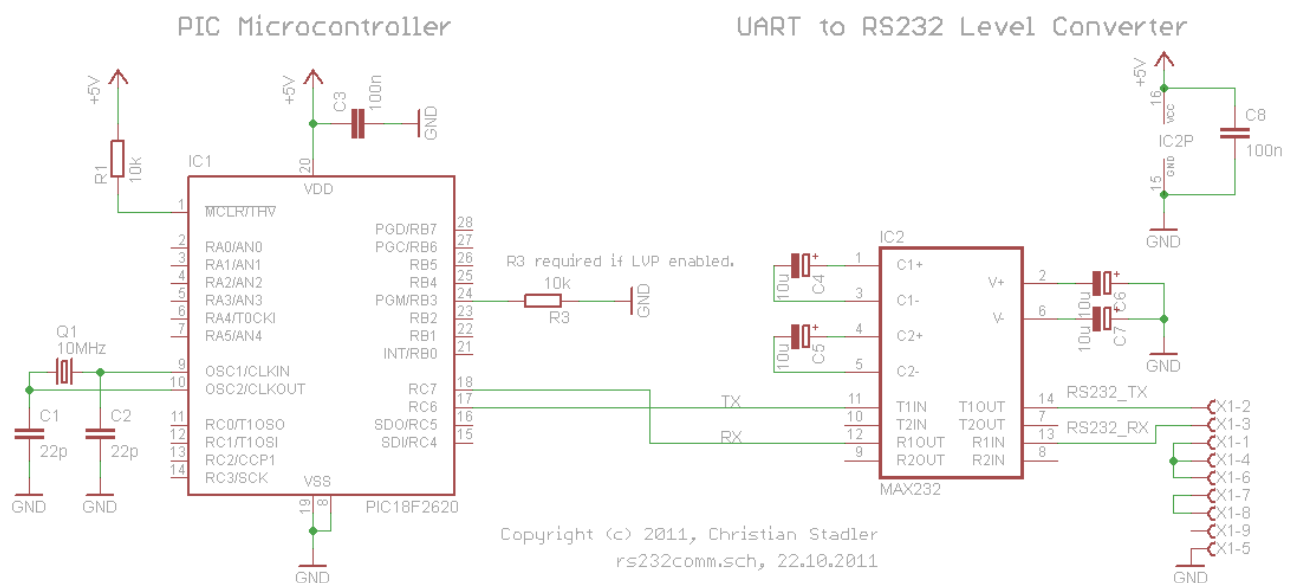 PIC Microcontroller
UART to RS232 Level Converter
+5V
R1
10k
+5V
C3
100n
GND
IC1
20
VDD
1
MCLR/THV
2
RA0/AN0
3
RA1/AN1
4
RA2/AN2
5
RA3/AN3
6
RA4/T0CKI
7
RA5/AN4
9
OSC1/CLKIN
10
OSC2/CLKOUT
11
RC0/T1OSO
12
RC1/T1OSI
13
RC2/CCP1
14
RC3/SCK
PGD/RB7
28
PGC/RB6
27
RB5
26
RB4
25
PGM/RB3
24
RB2
23
RB1
22
INT/RB0
21
RC7
18
RC6
17
SDO/RC5
16
SDI/RC4
15
VSS
19
8
PIC18F2620
GND
Q1
10MHz
C1
22p
C2
22p
GND
GND
R3 required if LVP enabled.
10k
R3
GND
TX
RX
+5V
16
VCC
IC2P
GND
15
GND
C8
100n
IC2
1
C1+
3
C1-
4
C2+
5
C2-
11
T1IN
10
T2IN
12
R1OUT
9
R2OUT
V+
2
V-
6
T1OUT
14
T2OUT
7
R1IN
13
R2IN
8
MAX232
+
10u
C4
+
10u
C5
+
10u
C6
+
10u
C7
GND
RS232_TX
RS232_RX
X1-2
X1-3
X1-1
X1-4
X1-6
X1-7
X1-8
X1-9
X1-5
GND
Copyright (c) 2011, Christian Stadler
rs232comm.sch, 22.10.2011